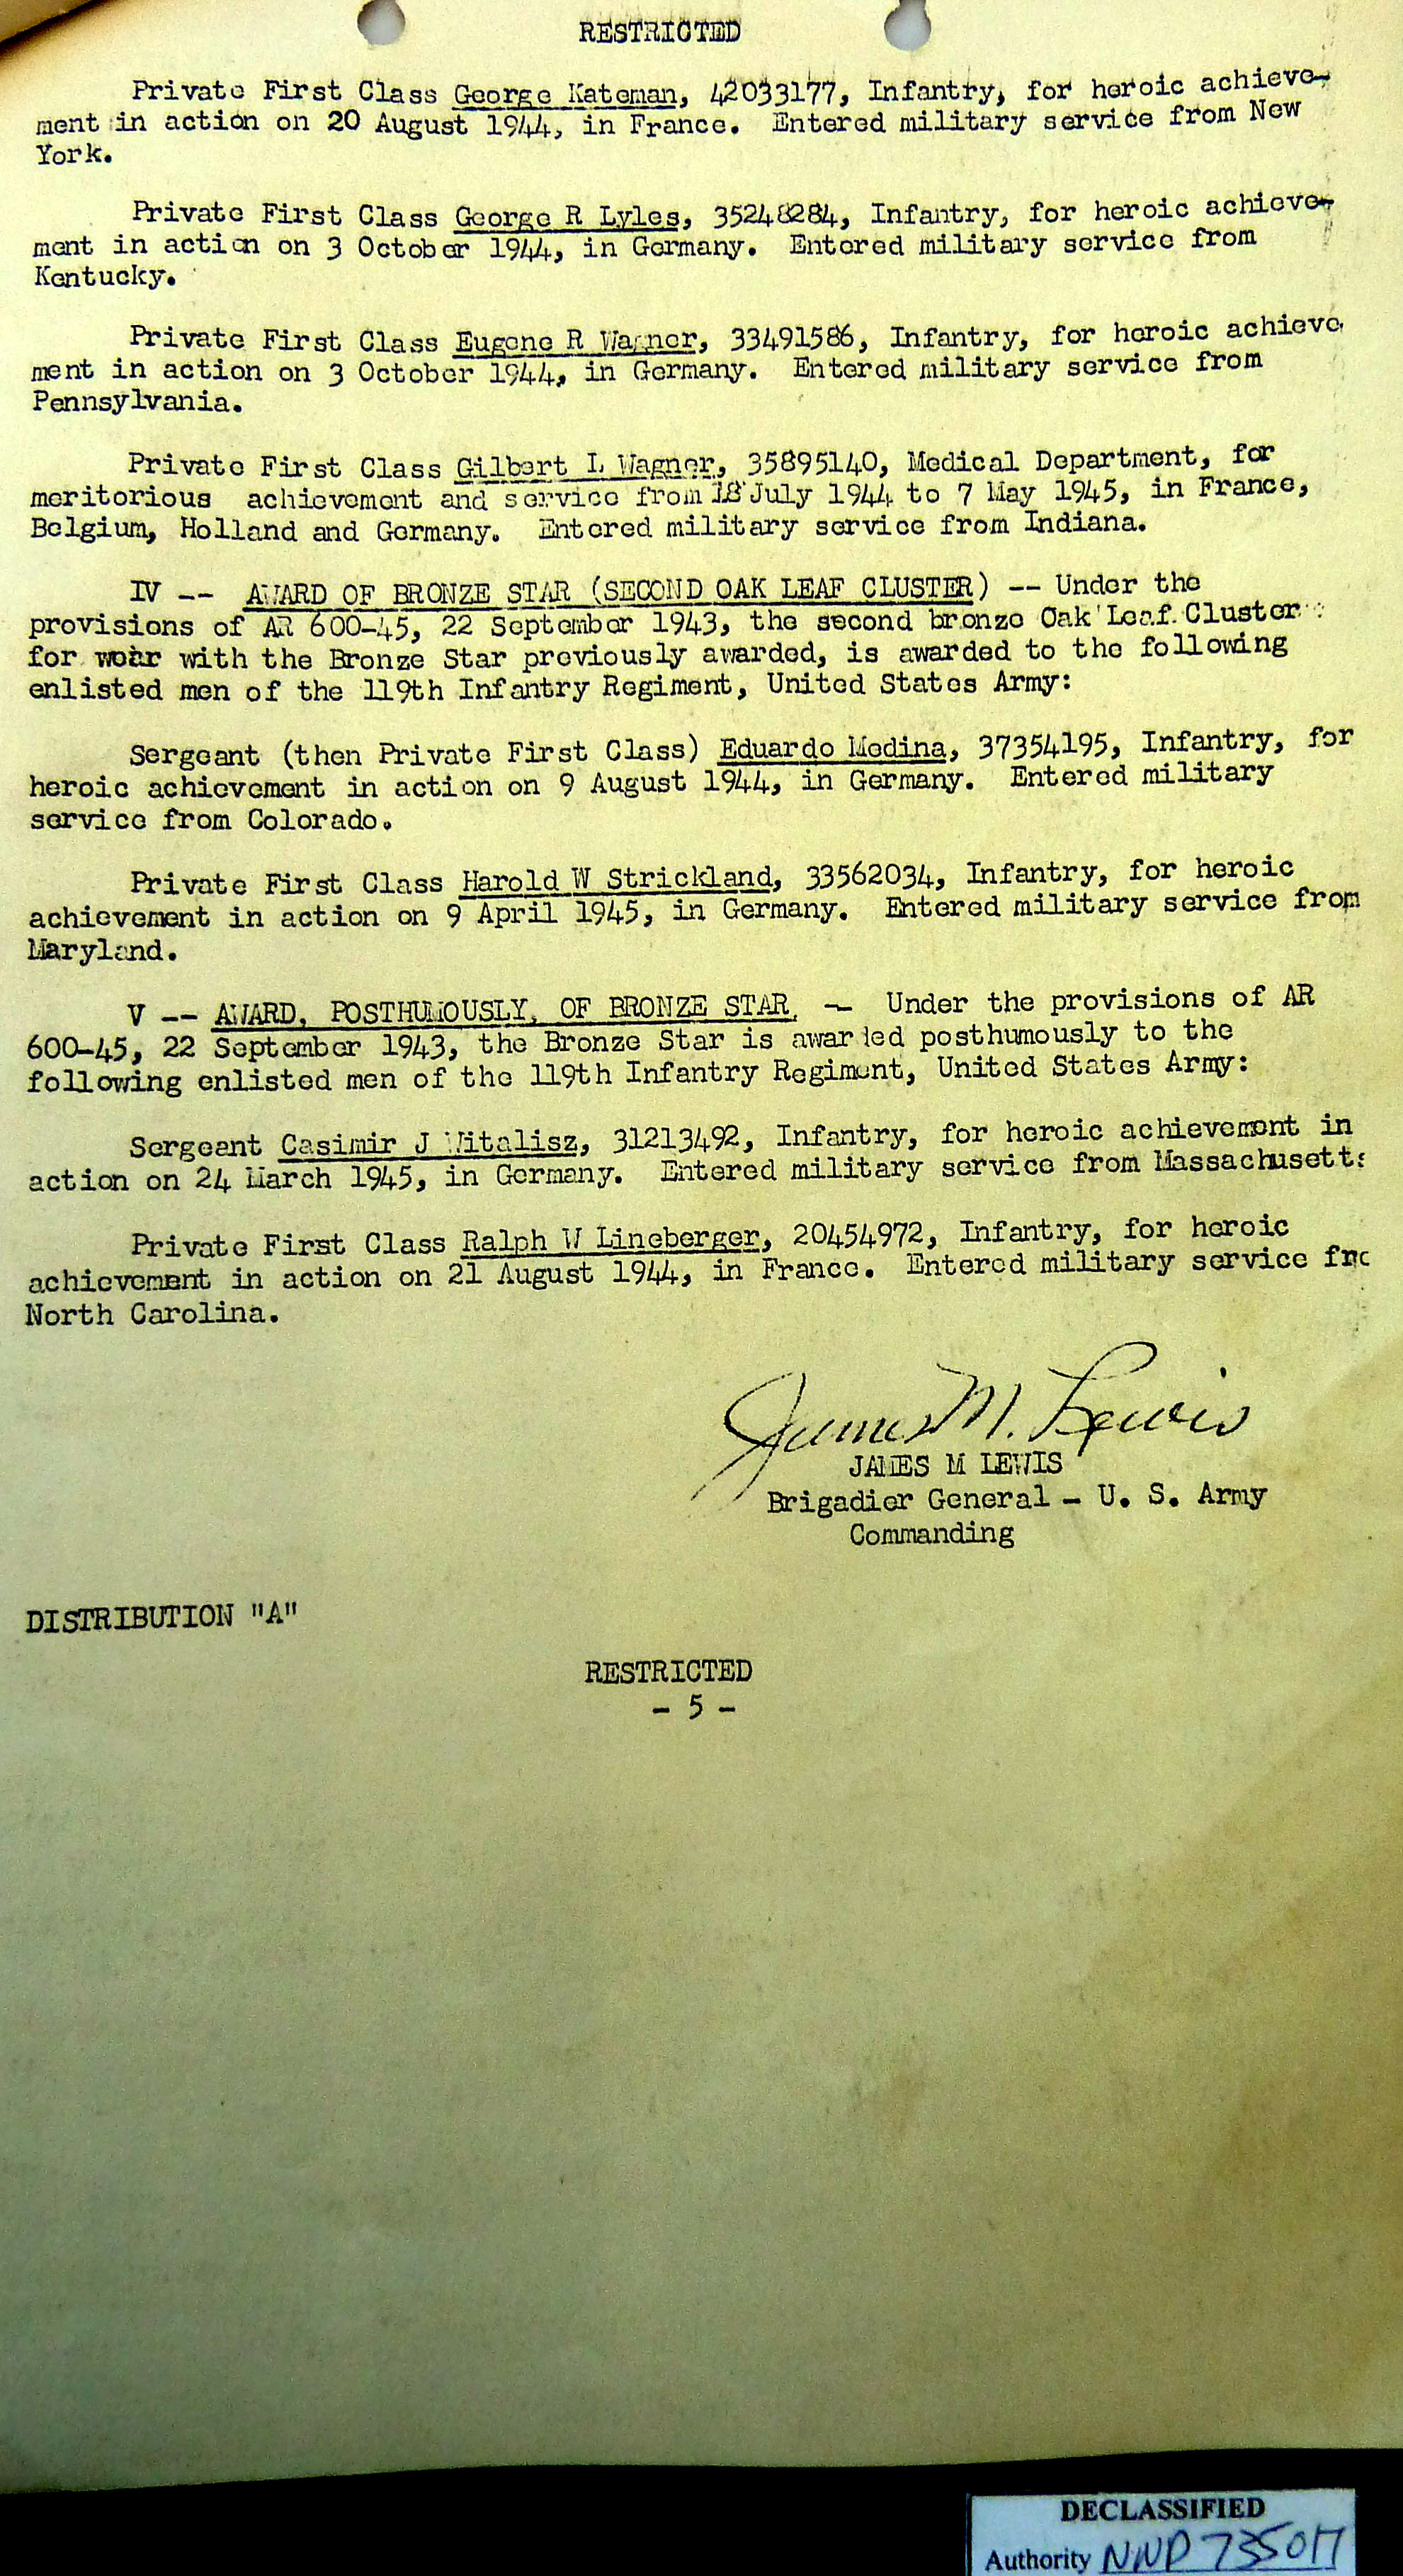 RESTRICTED
Private First Class George Kateman, 42033177, Infantry, for heroic achieve-
ment in action on 20 August 1944, in France. Entered military service from New
York.
Private First Class George R Lyles, 35248284, Infantry, for heroic achieve-
ment in action on 3 October 1944, in Germany. Entered military service from
Kentucky.
Private First Class Eugene R Wagner, 33491586, Infantry, for heroic achieve
ment in action on 3 October 1944, in Germany. Entered military service from
Pennsylvania.
Private First Class Gilbert L Wagner, 35895140, Medical Department, for
meritorious achievement and service from 18 July 1944 to 7 May 1945, in France,
Belgium, Holland and Germany. Entered military service from Indiana.
IV -- AWARD OF BRONZE STAR (SECOND OAK LEAF CLUSTER) -- Under the
provisions of AR 600-45, 22 September 1943, the second bronze Oak Leaf Cluster
for wear with the Bronze Star previously awarded, is awarded to the following
enlisted men of the 119th Infantry Regiment, United States Army:
Sergeant (then Private First Class) Eduardo Medina, 37354195, Infantry, for
heroic achievement in action on 9 August 1944, in Germany. Entered military
service from Colorado.
Private First Class Harold W Strickland, 33562034, Infantry, for heroic
achievement in action on 9 April 1945, in Germany. Entered military service from
Maryland.
V -- AWARD, POSTHUMOUSLY, OF BRONZE STAR. -- Under the provisions of AR
600-45, 22 September 1943, the Bronze Star is awarded posthumously to the
following enlisted men of the 119th Infantry Regiment, United States Army:
Sergeant Casimir J Witalisz, 31213492, Infantry, for heroic achievement in
action on 24 March 1945, in Germany. Entered military service from Massachusetts
Private First Class Ralph W Lineberger, 20454972, Infantry, for heroic
achievement in action on 21 August 1944, in France. Entered military service fro
North Carolina.
James M. Lewis
JAMES M LEWIS
Brigadier General - U. S. Army
Commanding
DISTRIBUTION "A"
RESTRICTED
- 5 -
DECLASSIFIED
Authority NND 735017